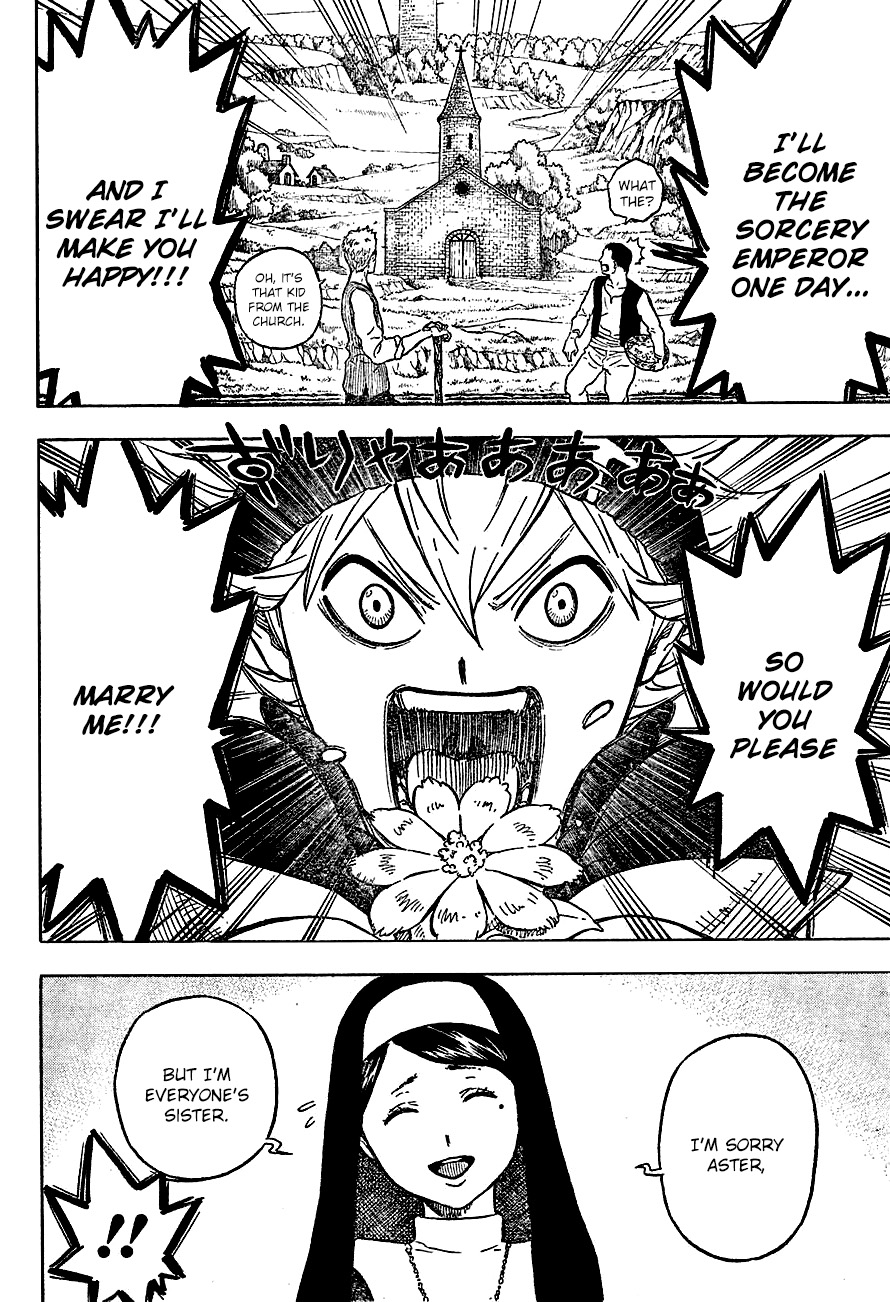 I'LL
BECOME
THE
SORCERY
EMPEROR
ONE DAY...
WHAT
THE?
OH, IT'S
THAT KID
FROM THE
CHURCH.
AND I
SWEAR I'LL
MAKE YOU
HAPPY!!!
ずりゃあああああ
SO
WOULD
YOU
PLEASE
MARRY
ME!!!
I'M SORRY
ASTER,
BUT I'M
EVERYONE'S
SISTER.
!!